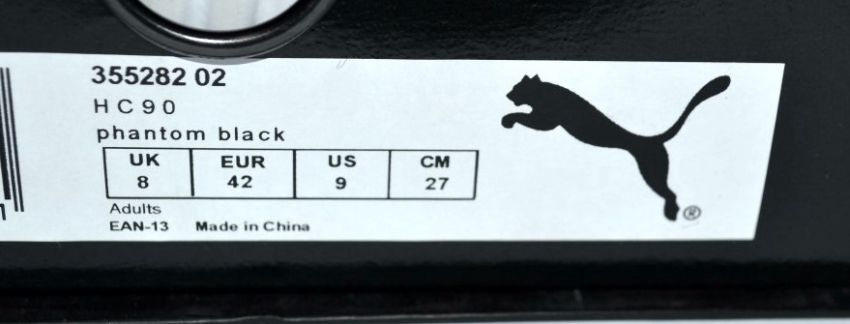 355282 02
HC90
phantom black
UK EUR US CM
8 42 9 27
Adults
EAN-13 Made in China
1
®